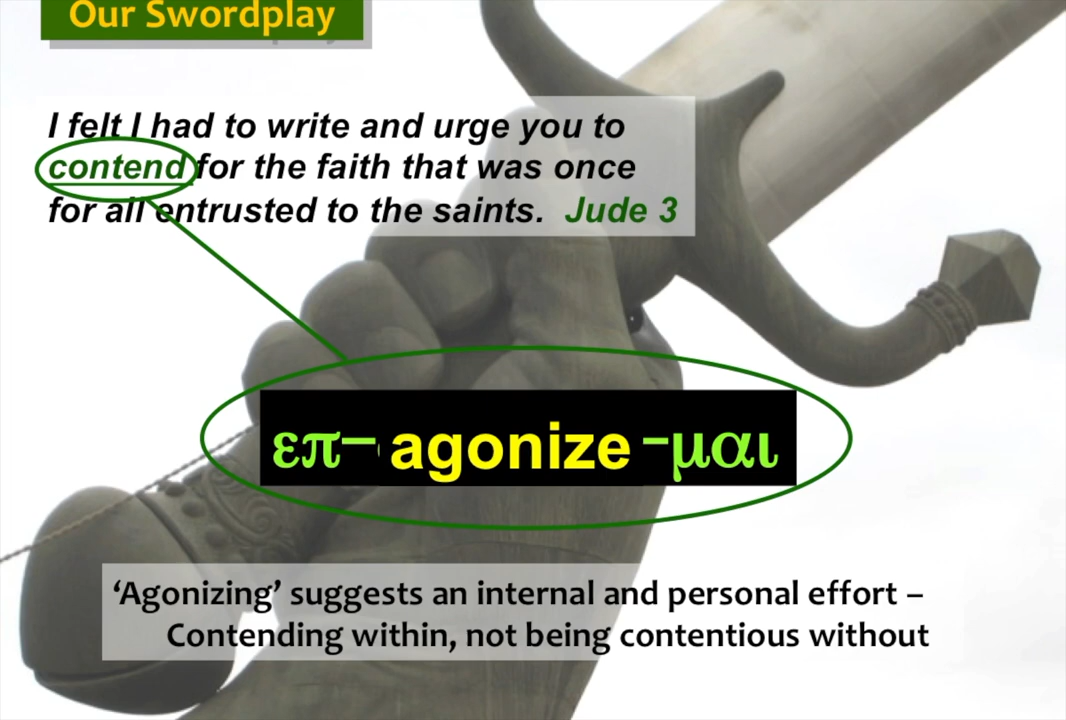 Our Swordplay
I felt I had to write and urge you to
contend for the faith that was once
for all entrusted to the saints. Jude 3
επ– agonize –μαι
‘Agonizing’ suggests an internal and personal effort –
Contending within, not being contentious without